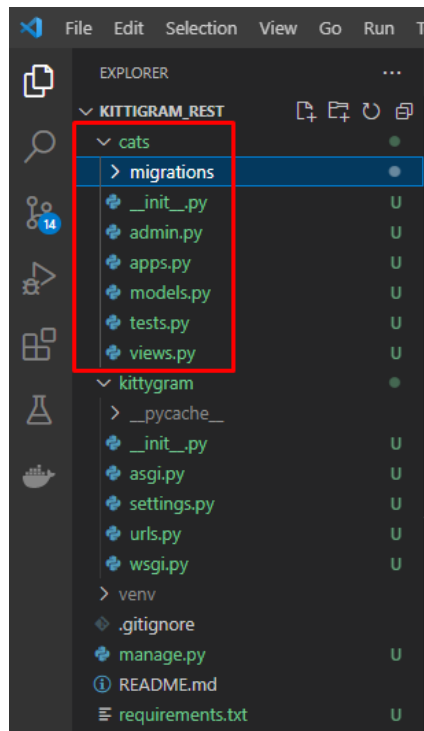 File Edit Selection View Go Run
EXPLORER ...
KITTIGRAM_REST
cats
migrations
__init__.py U
admin.py U
apps.py U
models.py U
tests.py U
views.py U
kittygram
__pycache__
__init__.py U
asgi.py U
settings.py U
urls.py U
wsgi.py U
venv
.gitignore
manage.py U
README.md
requirements.txt U
14